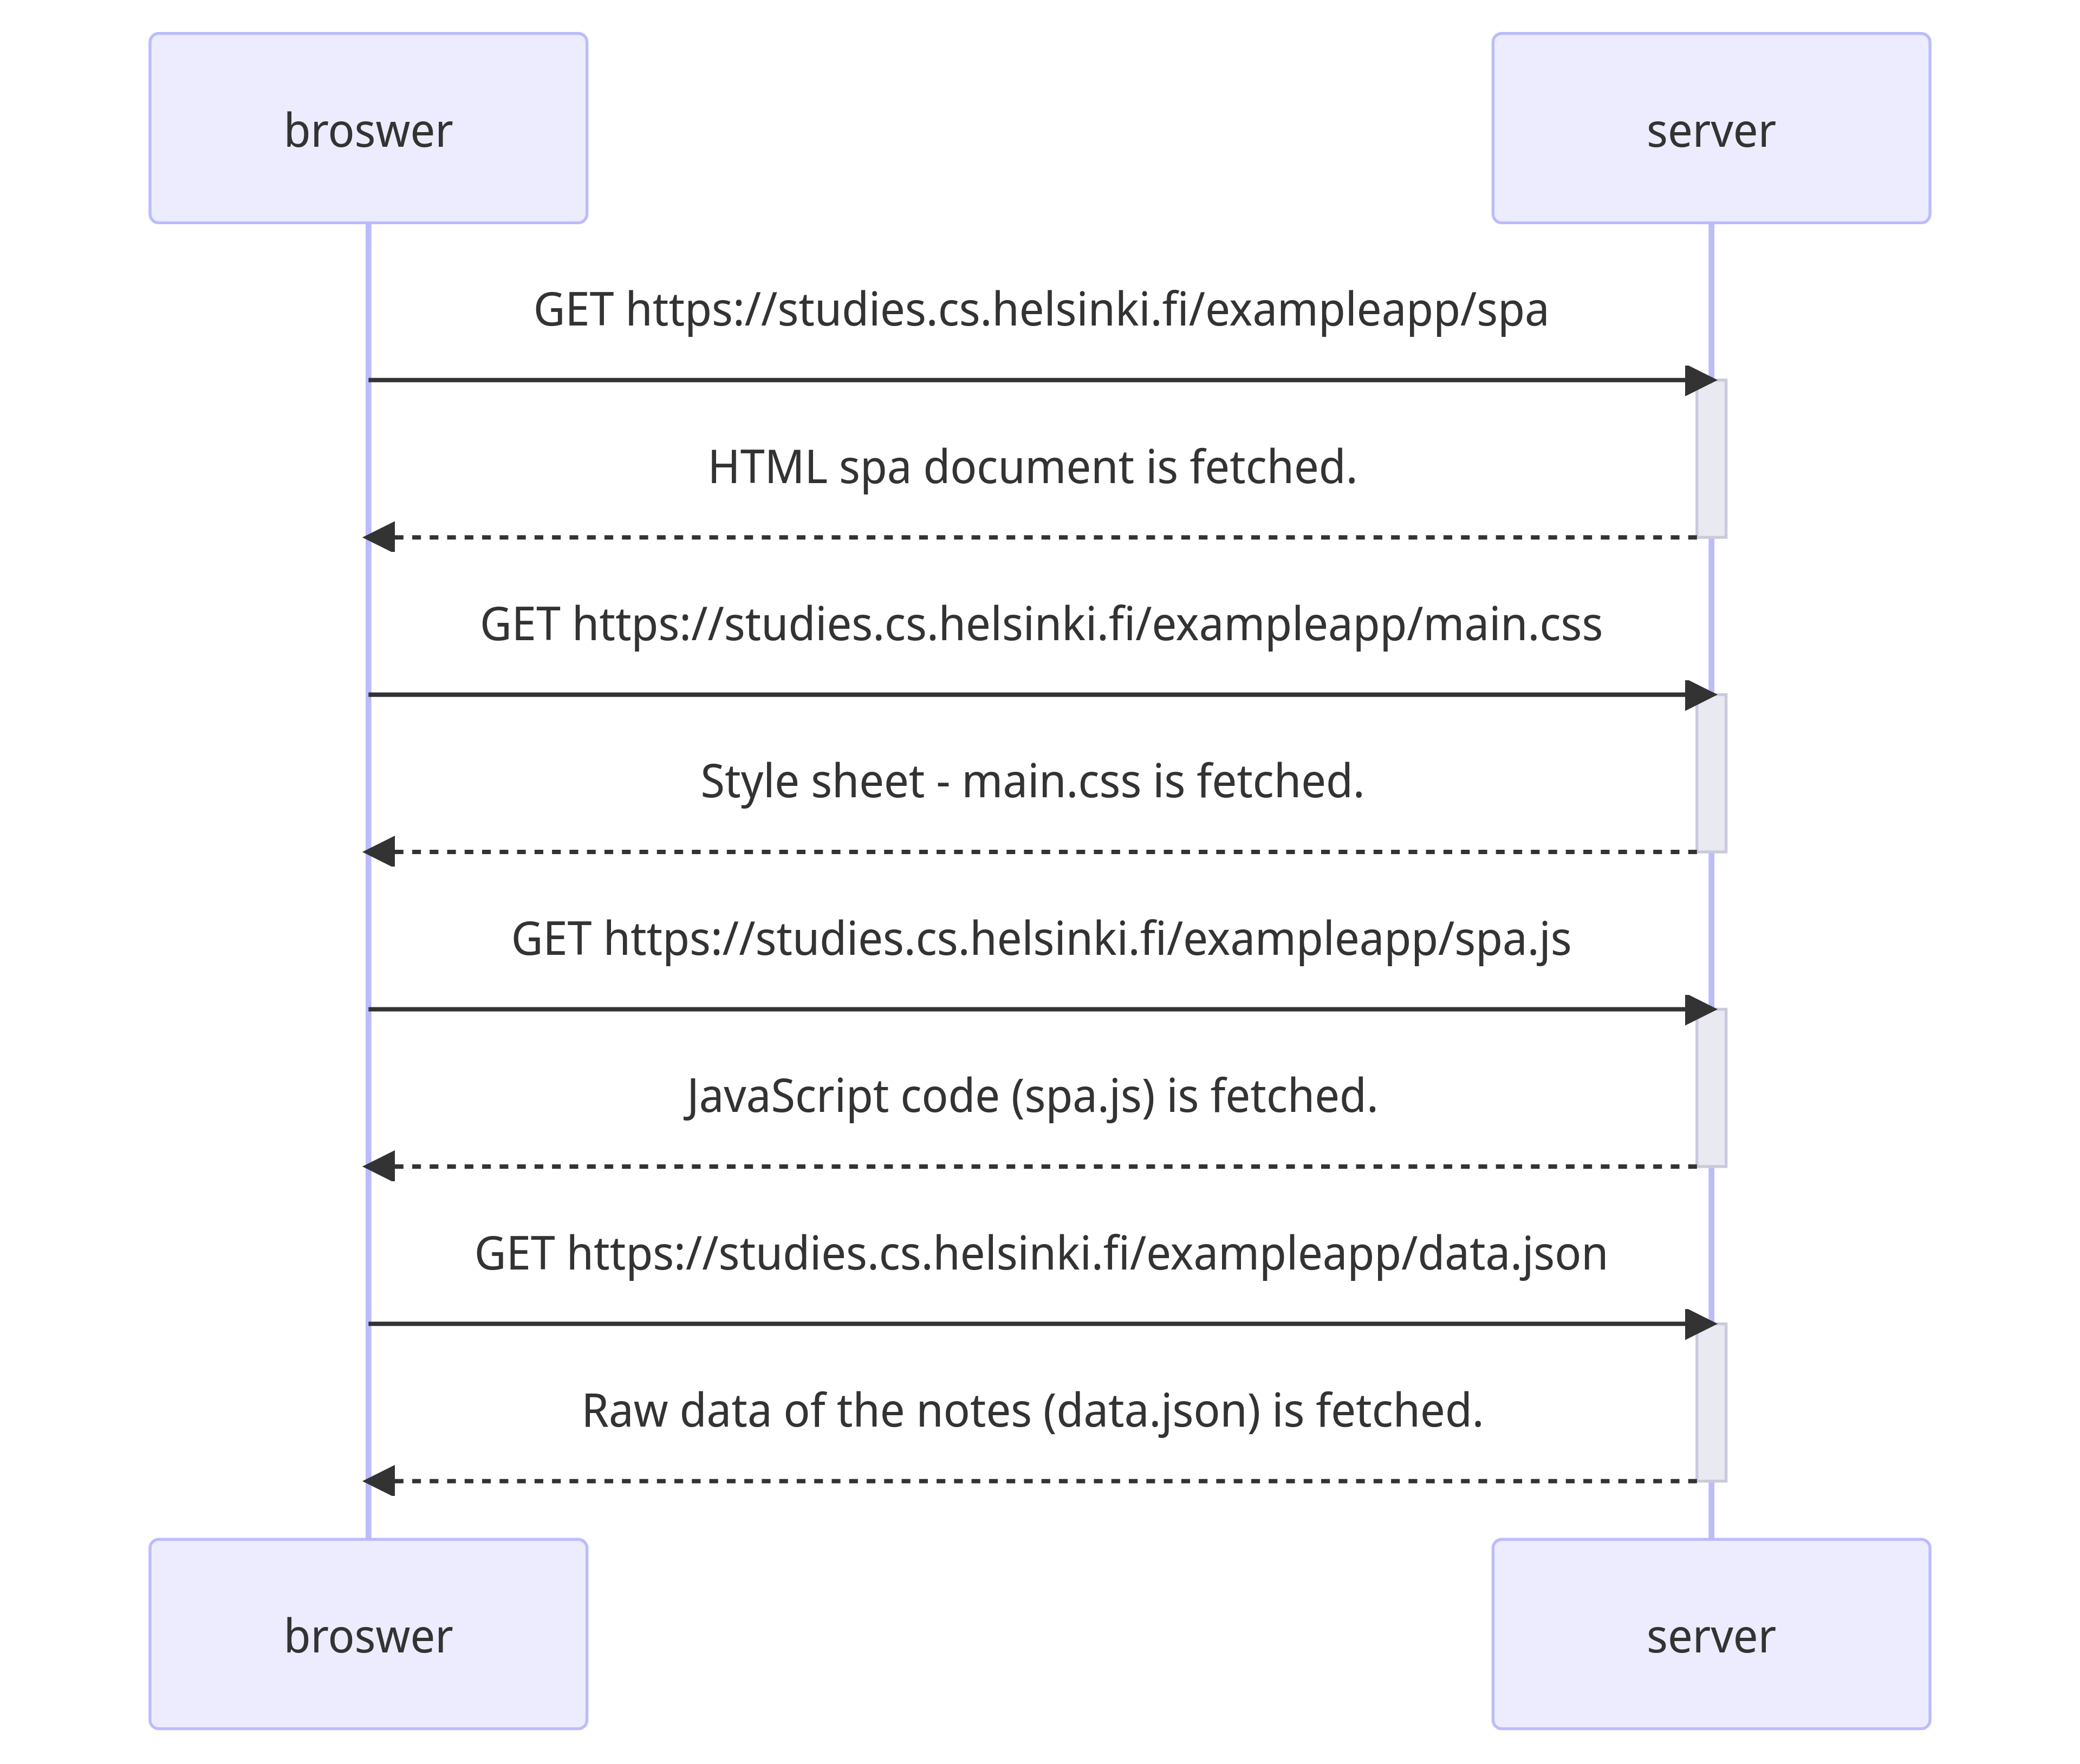 broswer
server
GET https://studies.cs.helsinki.fi/exampleapp/spa
HTML spa document is fetched.
GET https://studies.cs.helsinki.fi/exampleapp/main.css
Style sheet - main.css is fetched.
GET https://studies.cs.helsinki.fi/exampleapp/spa.js
JavaScript code (spa.js) is fetched.
GET https://studies.cs.helsinki.fi/exampleapp/data.json
Raw data of the notes (data.json) is fetched.
broswer
server